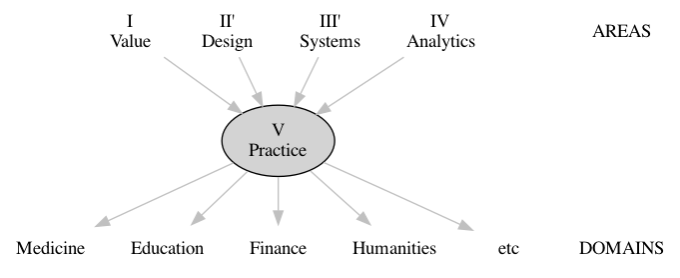 I II' III' IV
Value Design Systems Analytics AREAS
V
Practice
Medicine Education Finance Humanities etc DOMAINS